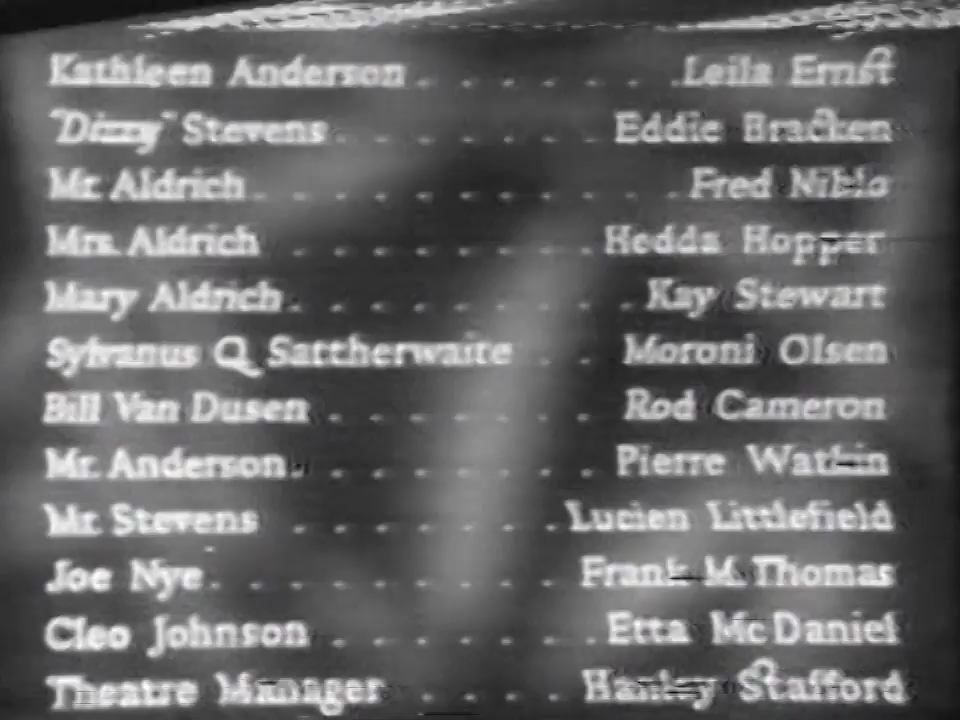 Kathleen Anderson . . . . . . . Leila Ernst
"Dizzy" Stevens . . . . . . . . Eddie Bracken
Mr. Aldrich . . . . . . . . . . . Fred Niblo
Mrs. Aldrich . . . . . . . . Hedda Hopper
Mary Aldrich . . . . . . . . . Kay Stewart
Sylvanus Q. Sattherwaite . . Moroni Olsen
Bill Van Dusen . . . . . . . Rod Cameron
Mr. Anderson . . . . . . . . Pierre Watkin
Mr. Stevens . . . . . . . Lucien Littlefield
Joe Nye . . . . . . . . . Frank M. Thomas
Cleo Johnson . . . . . . . Etta McDaniel
Theatre Manager . . . . Hanley Stafford